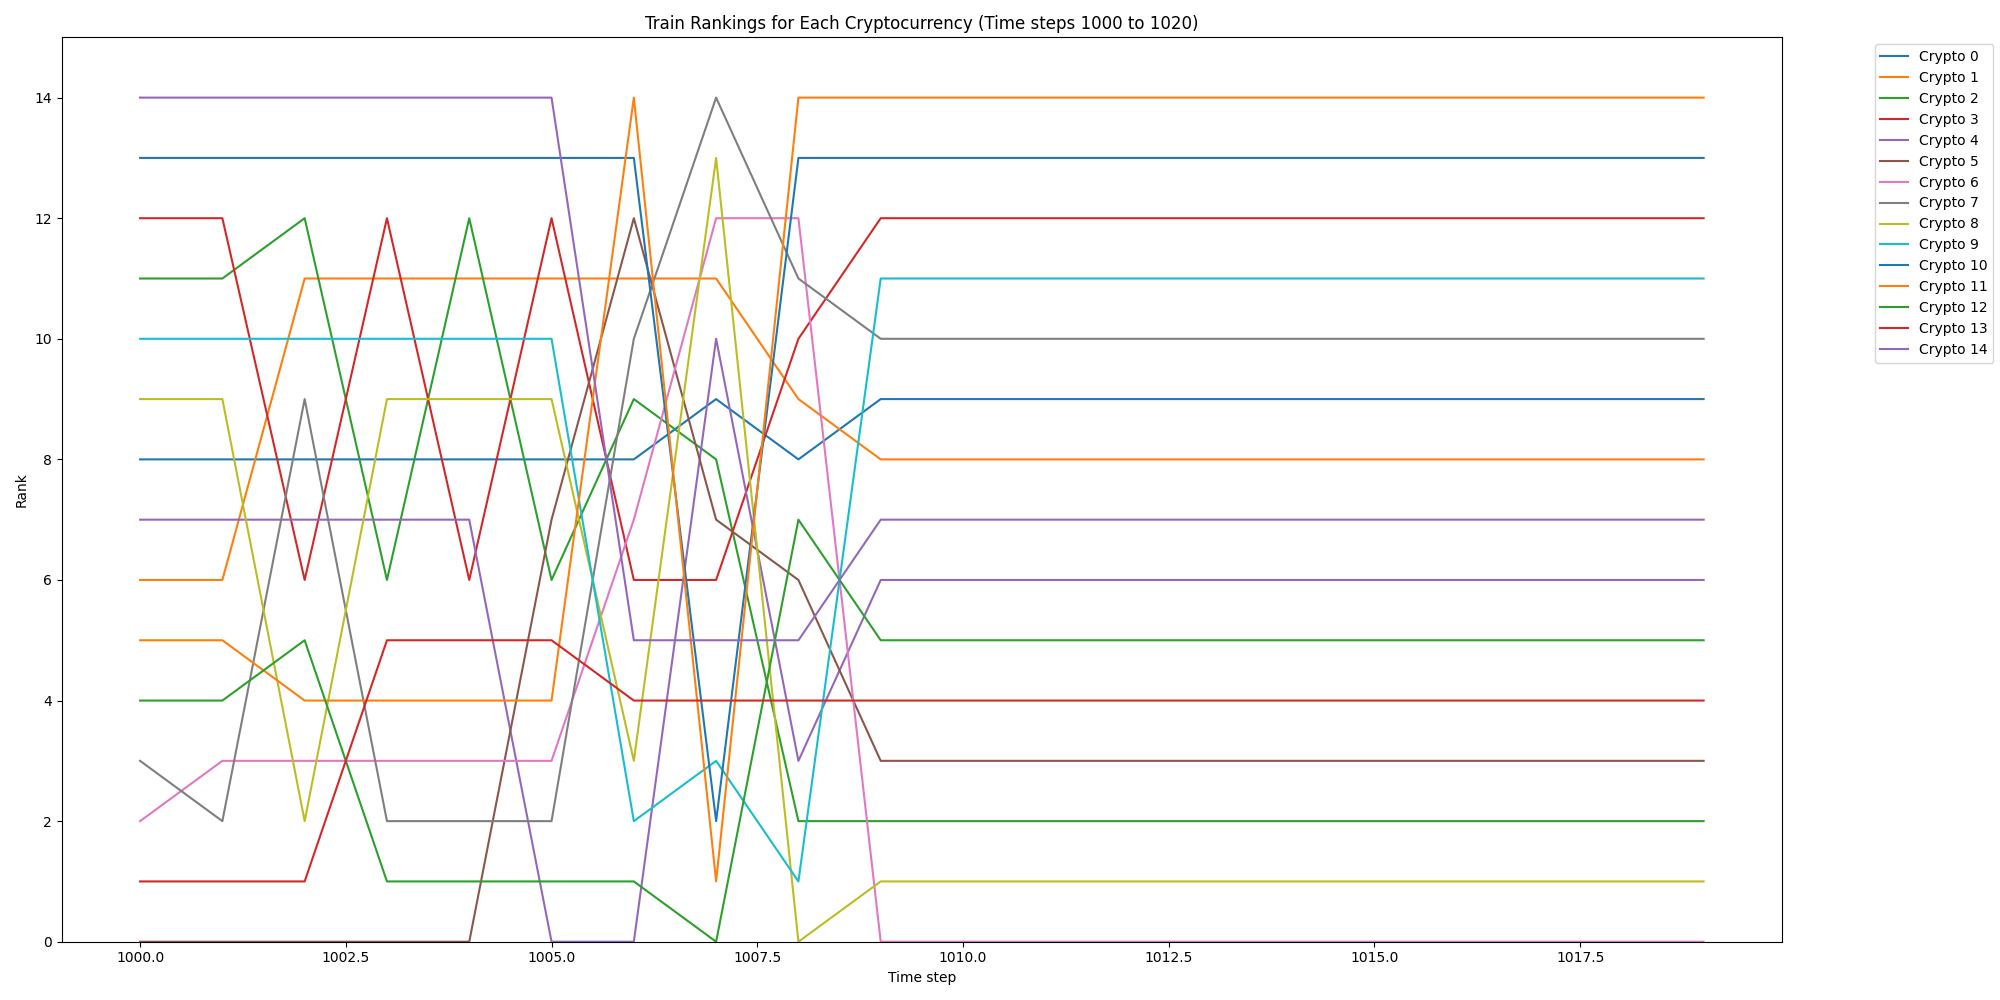 Train Rankings for Each Cryptocurrency (Time steps 1000 to 1020)
Rank
14
12
10
8
6
4
2
0
1000.0 1002.5 1005.0 1007.5 1010.0 1012.5 1015.0 1017.5
Time step
Crypto 0
Crypto 1
Crypto 2
Crypto 3
Crypto 4
Crypto 5
Crypto 6
Crypto 7
Crypto 8
Crypto 9
Crypto 10
Crypto 11
Crypto 12
Crypto 13
Crypto 14